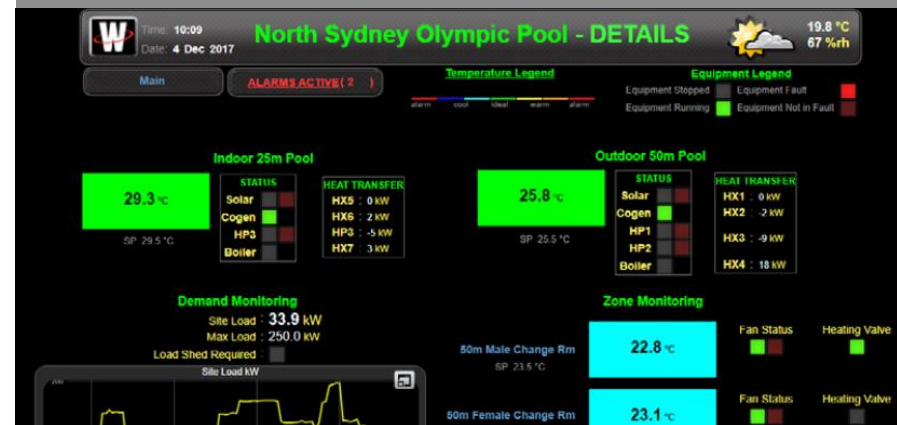 W
Time: 10:09
Date: 4 Dec 2017
North Sydney Olympic Pool - DETAILS
19.8 °C
67 %rh
Main
ALARMS ACTIVE( 2 )
Temperature Legend
alarm cool ideal warm alarm
Equipment Legend
Equipment Stopped Equipment Fault
Equipment Running Equipment Not in Fault
Indoor 25m Pool
29.3 °C
SP 29.5 °C
STATUS
Solar
Cogen
HP3
Boiler
HEAT TRANSFER
HX5 : 0 kW
HX6 : 2 kW
HP3 : -5 kW
HX7 : 3 kW
Outdoor 50m Pool
25.8 °C
SP 25.5 °C
STATUS
Solar
Cogen
HP1
HP2
Boiler
HEAT TRANSFER
HX1 : 0 kW
HX2 : -2 kW
HX3 : -9 kW
HX4 : 18 kW
Demand Monitoring
Site Load : 33.9 kW
Max Load : 250.0 kW
Load Shed Required :
Site Load kW
200
Zone Monitoring
50m Male Change Rm
SP 23.5 °C
22.8 °C
Fan Status
Heating Valve
50m Female Change Rm
23.1 °C
Fan Status
Heating Valve